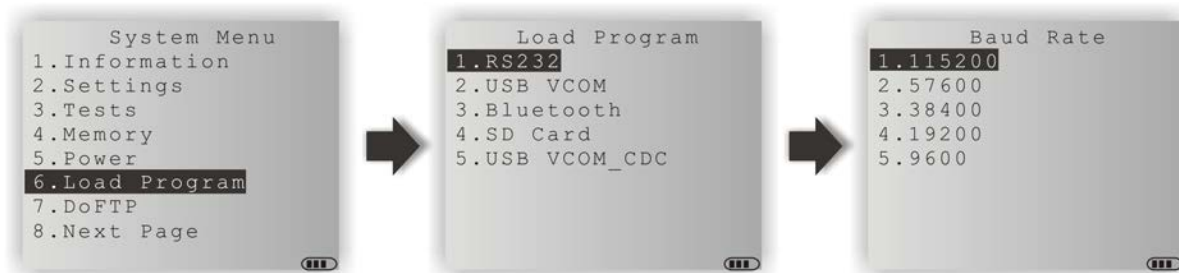 System Menu
1.Information
2.Settings
3.Tests
4.Memory
5.Power
6.Load Program
7.DoFTP
8.Next Page
Load Program
1.RS232
2.USB VCOM
3.Bluetooth
4.SD Card
5.USB VCOM_CDC
Baud Rate
1.115200
2.57600
3.38400
4.19200
5.9600